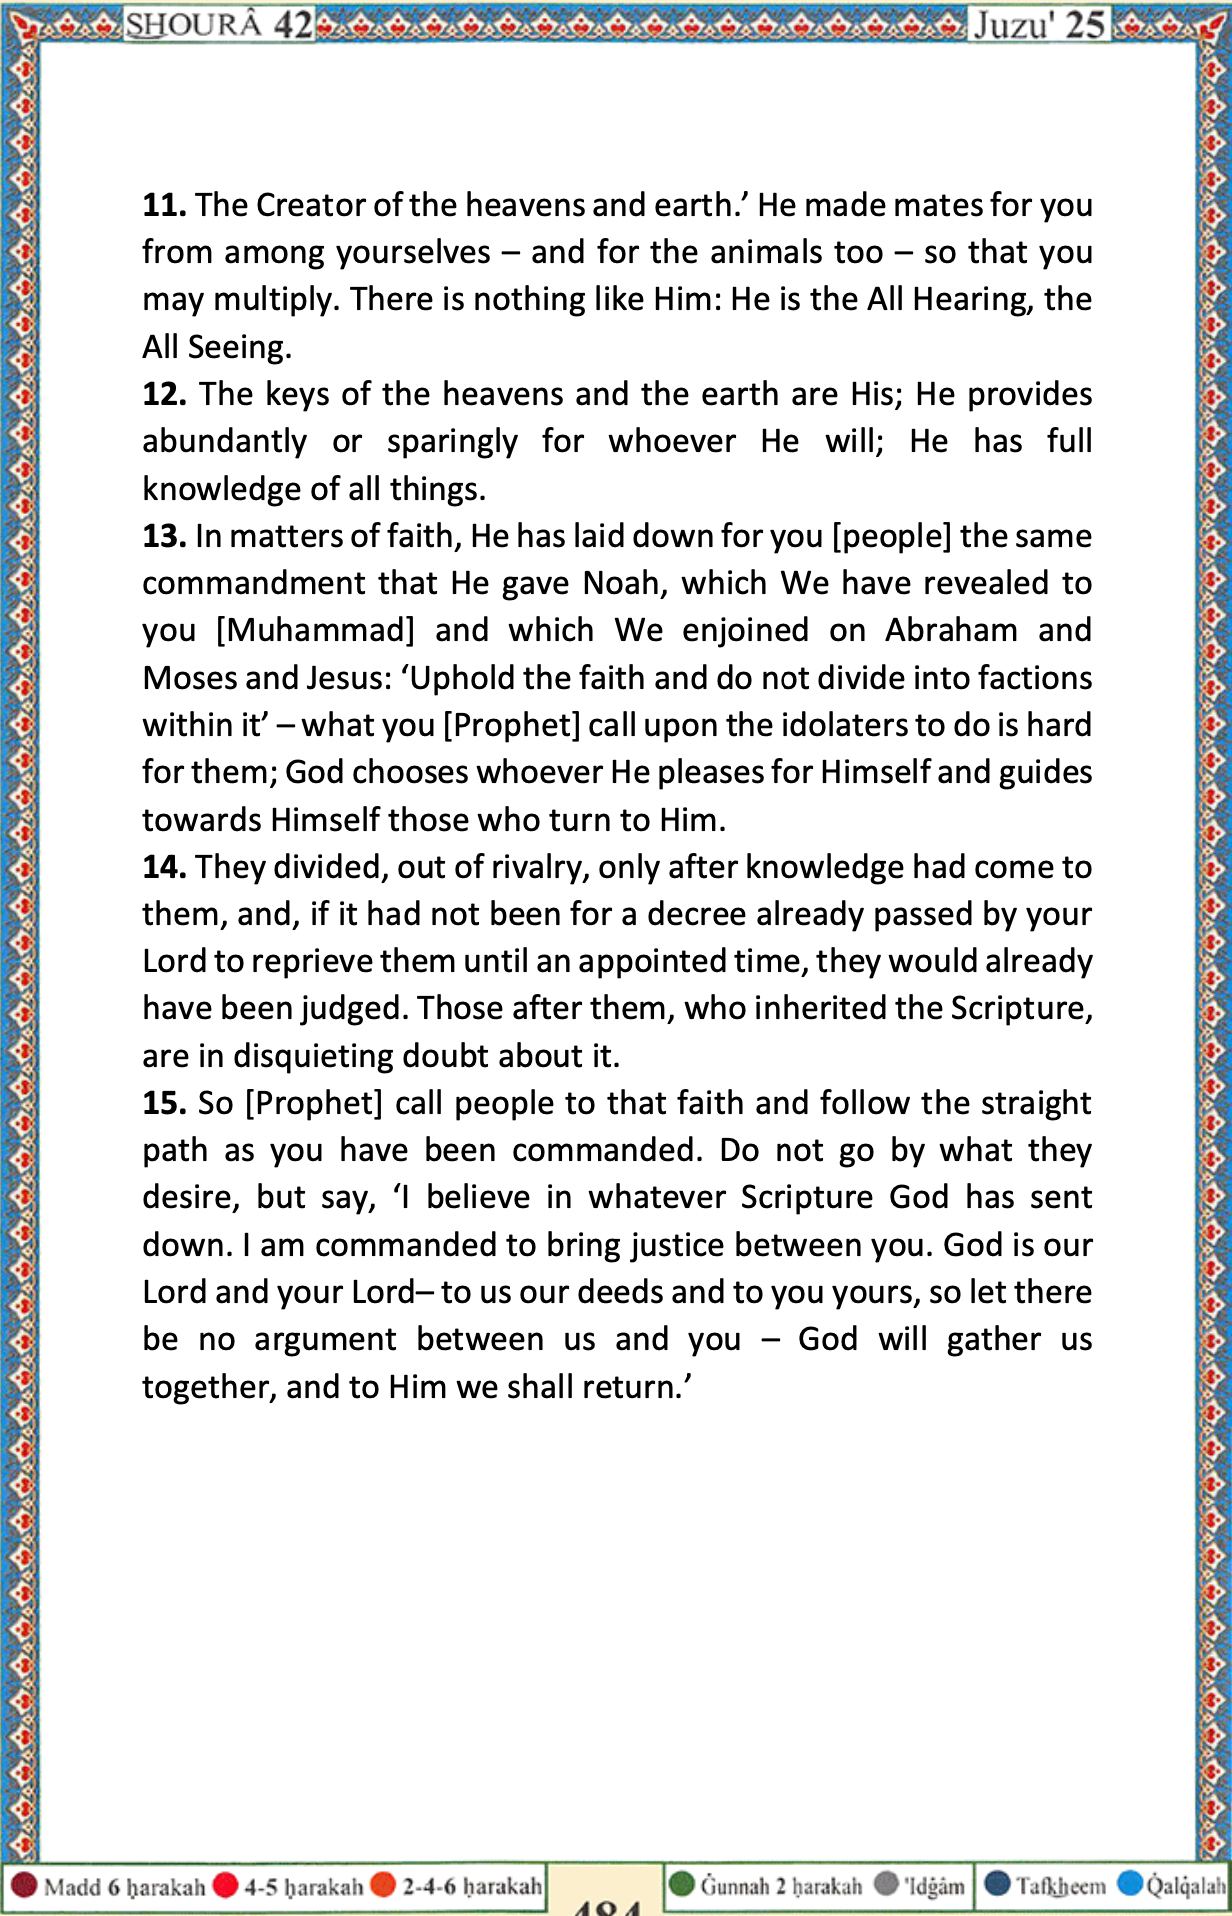 SHOURÂ 42
Juzu' 25
11. The Creator of the heavens and earth.’ He made mates for you
from among yourselves – and for the animals too – so that you
may multiply. There is nothing like Him: He is the All Hearing, the
All Seeing.
12. The keys of the heavens and the earth are His; He provides
abundantly or sparingly for whoever He will; He has full
knowledge of all things.
13. In matters of faith, He has laid down for you [people] the same
commandment that He gave Noah, which We have revealed to
you [Muhammad] and which We enjoined on Abraham and
Moses and Jesus: ‘Uphold the faith and do not divide into factions
within it’ – what you [Prophet] call upon the idolaters to do is hard
for them; God chooses whoever He pleases for Himself and guides
towards Himself those who turn to Him.
14. They divided, out of rivalry, only after knowledge had come to
them, and, if it had not been for a decree already passed by your
Lord to reprieve them until an appointed time, they would already
have been judged. Those after them, who inherited the Scripture,
are in disquieting doubt about it.
15. So [Prophet] call people to that faith and follow the straight
path as you have been commanded. Do not go by what they
desire, but say, ‘I believe in whatever Scripture God has sent
down. I am commanded to bring justice between you. God is our
Lord and your Lord– to us our deeds and to you yours, so let there
be no argument between us and you – God will gather us
together, and to Him we shall return.’
Madd 6 ḥarakah 4-5 ḥarakah 2-4-6 ḥarakah
484
Ġunnah 2 ḥarakah 'Idġâm
Tafkheem Q̇alq̇alah